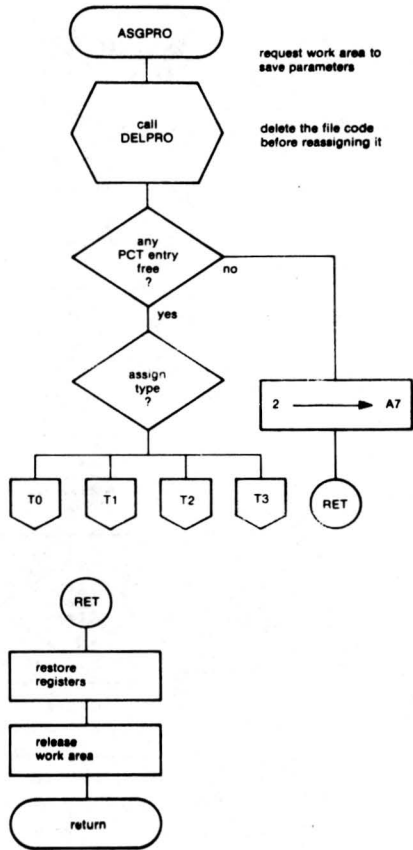 ASGPRO
request work area to
save parameters
call
DELPRO
delete the file code
before reassigning it
any
PCT entry
free
?
no
yes
assign
type
?
2 A7
T0
T1
T2
T3
RET
RET
restore
registers
release
work area
return